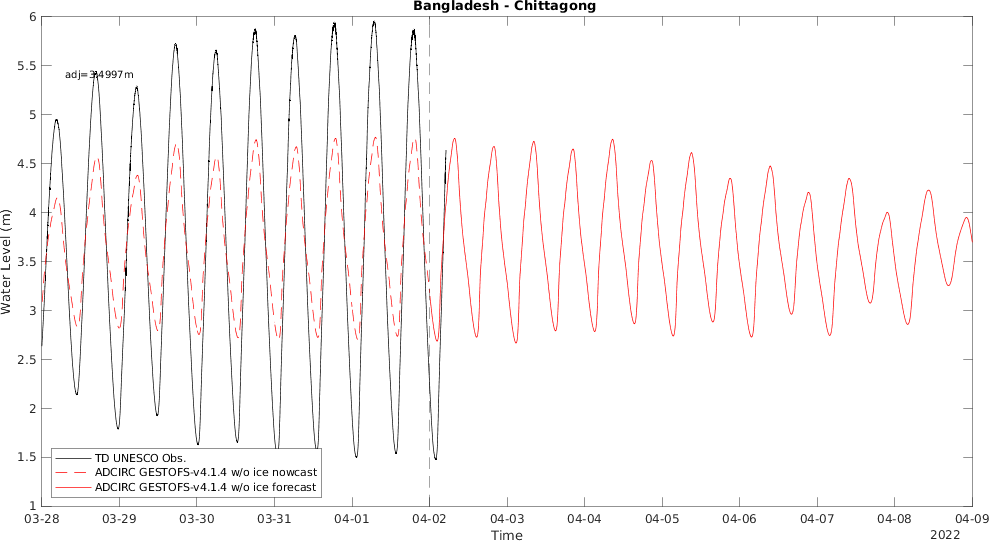 Bangladesh - Chittagong
6
5.5
adj=3.4997m
5
4.5
4
3.5
3
2.5
2
1.5
1
Water Level (m)
TD UNESCO Obs.
ADCIRC GESTOFS-v4.1.4 w/o ice nowcast
ADCIRC GESTOFS-v4.1.4 w/o ice forecast
03-28 03-29 03-30 03-31 04-01 04-02 04-03 04-04 04-05 04-06 04-07 04-08 04-09
Time
2022